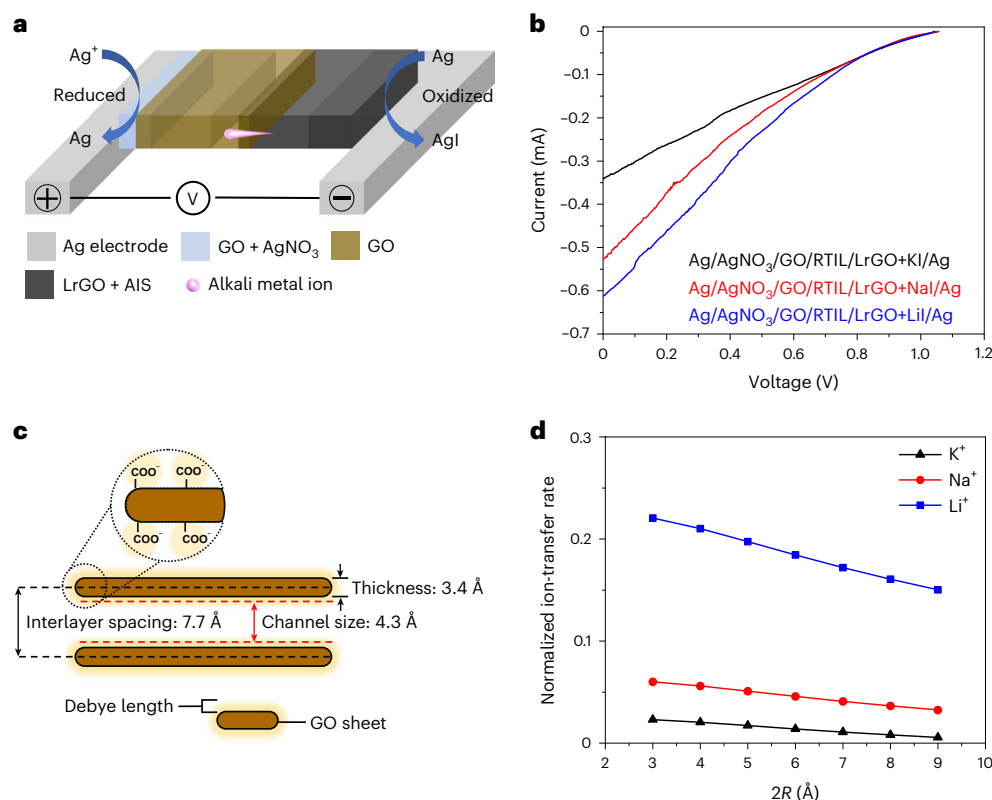 a
Ag⁺
Reduced
Ag
Ag
Oxidized
AgI
+
V
−
Ag electrode
GO + AgNO₃
GO
LrGO + AIS
Alkali metal ion
b
0
−0.1
−0.2
−0.3
−0.4
−0.5
−0.6
−0.7
Current (mA)
Ag/AgNO₃/GO/RTIL/LrGO+KI/Ag
Ag/AgNO₃/GO/RTIL/LrGO+NaI/Ag
Ag/AgNO₃/GO/RTIL/LrGO+LiI/Ag
0 0.2 0.4 0.6 0.8 1.0 1.2
Voltage (V)
c
COO⁻ COO⁻
COO⁻ COO⁻
Thickness: 3.4 Å
Interlayer spacing: 7.7 Å
Channel size: 4.3 Å
Debye length
GO sheet
d
0.3
0.2
0.1
0
Normalized ion-transfer rate
K⁺
Na⁺
Li⁺
2 3 4 5 6 7 8 9 10
2R (Å)